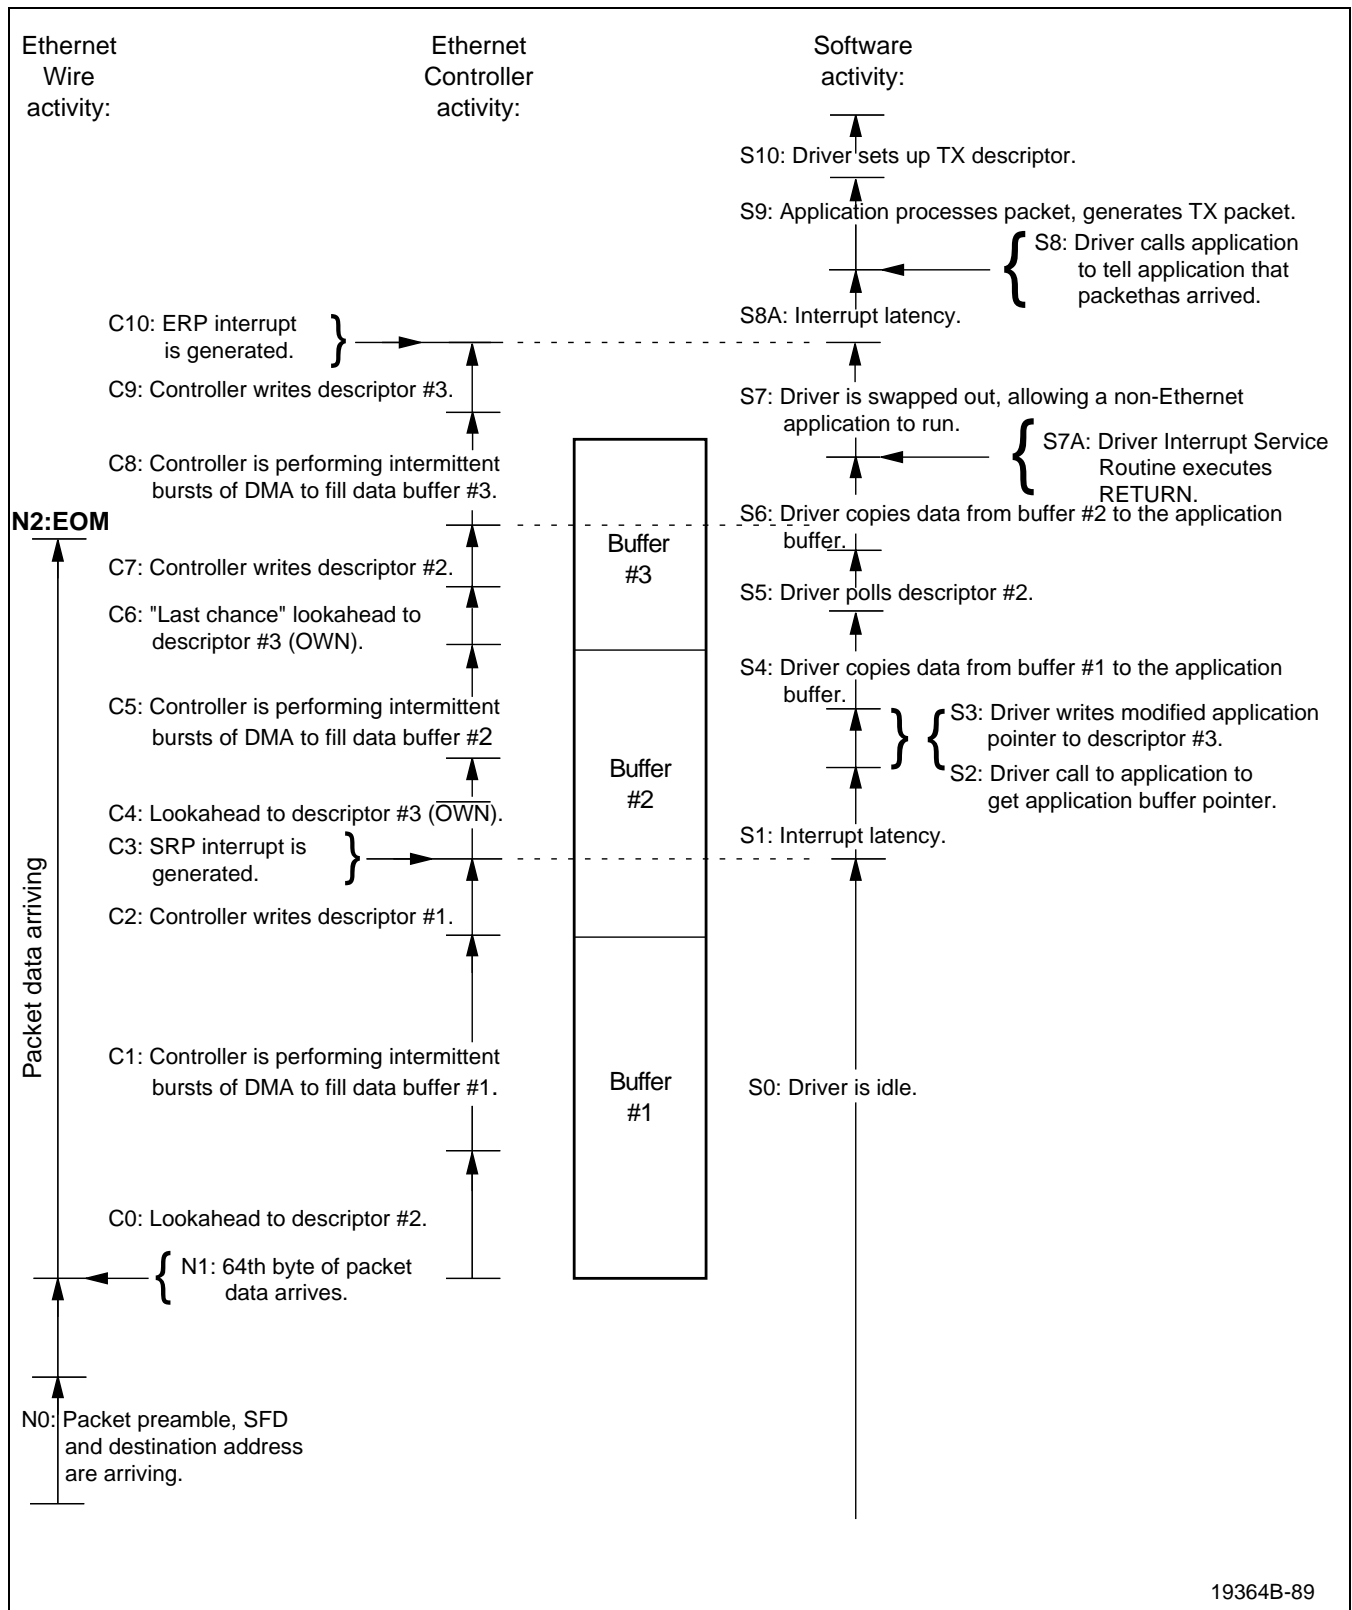 Ethernet
Wire
activity:
Ethernet
Controller
activity:
Software
activity:
S10: Driver sets up TX descriptor.
S9: Application processes packet, generates TX packet.
S8: Driver calls application
to tell application that
packethas arrived.
S8A: Interrupt latency.
C10: ERP interrupt
is generated.
C9: Controller writes descriptor #3.
S7: Driver is swapped out, allowing a non-Ethernet
application to run.
S7A: Driver Interrupt Service
Routine executes
RETURN.
C8: Controller is performing intermittent
bursts of DMA to fill data buffer #3.
N2:EOM
S6: Driver copies data from buffer #2 to the application
buffer.
Buffer
#3
C7: Controller writes descriptor #2.
S5: Driver polls descriptor #2.
C6: "Last chance" lookahead to
descriptor #3 (OWN).
S4: Driver copies data from buffer #1 to the application
buffer.
C5: Controller is performing intermittent
bursts of DMA to fill data buffer #2
S3: Driver writes modified application
pointer to descriptor #3.
Buffer
#2
S2: Driver call to application to
get application buffer pointer.
C4: Lookahead to descriptor #3 (O̅W̅N̅).
S1: Interrupt latency.
C3: SRP interrupt is
generated.
C2: Controller writes descriptor #1.
Packet data arriving
C1: Controller is performing intermittent
bursts of DMA to fill data buffer #1.
Buffer
#1
S0: Driver is idle.
C0: Lookahead to descriptor #2.
N1: 64th byte of packet
data arrives.
N0: Packet preamble, SFD
and destination address
are arriving.
19364B-89